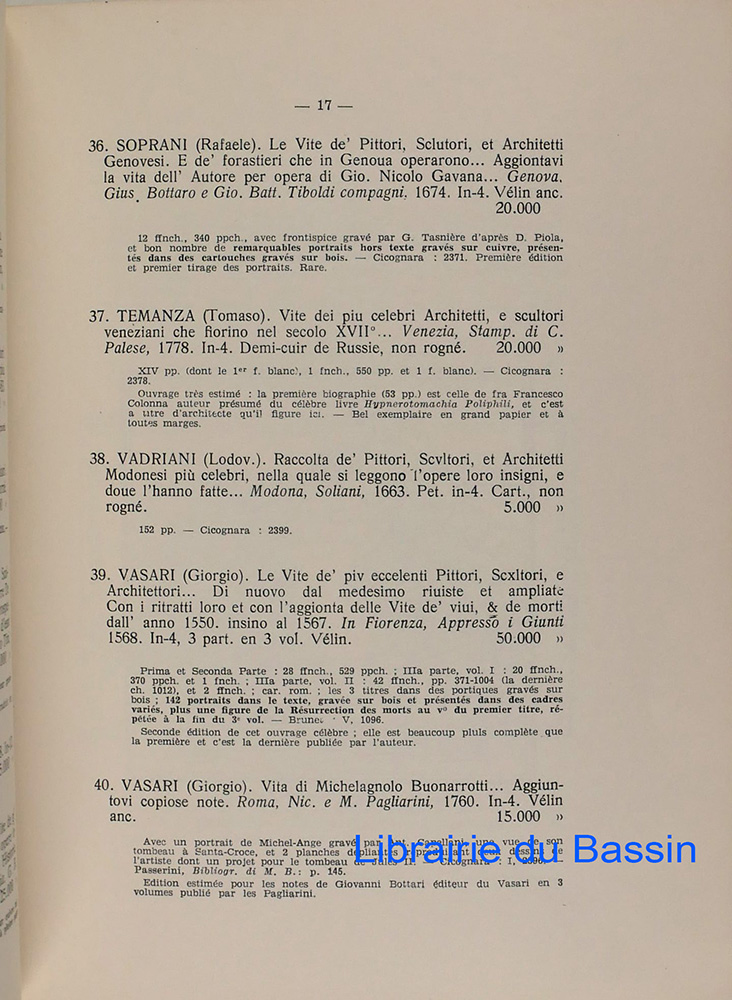 — 17 —
36. SOPRANI (Rafaele). Le Vite de' Pittori, Sclutori, et Architetti
Genovesi. E de' forastieri che in Genoua operarono... Aggiontavi
la vita dell' Autore per opera di Gio. Nicolo Gavana... Genova,
Gius. Bottaro e Gio. Batt. Tiboldi compagni, 1674. In-4. Vélin anc.
20.000
12 ffnch., 340 ppch., avec frontispice gravé par G. Tasnière d'après D. Piola,
et bon nombre de remarquables portraits hors texte gravés sur cuivre, présen-
tés dans des cartouches gravés sur bois. — Cicognara : 2371. Première édition
et premier tirage des portraits. Rare.
37. TEMANZA (Tomaso). Vite dei piu celebri Architetti, e scultori
veneziani che fiorino nel secolo XVII°... Venezia, Stamp. di C.
Palese, 1778. In-4. Demi-cuir de Russie, non rogné. 20.000 »
XIV pp. (dont le 1er f. blanc), 1 fnch., 550 pp. et 1 f. blanc). — Cicognara :
2378.
Ouvrage très estimé : la première biographie (53 pp.) est celle de fra Francesco
Colonna auteur présumé du célèbre livre Hypnerotomachia Poliphili, et c'est
a titre d'architecte qu'il figure ici. — Bel exemplaire en grand papier et à
toutes marges.
38. VADRIANI (Lodov.). Raccolta de' Pittori, Scvltori, et Architetti
Modonesi più celebri, nella quale si leggono l'opere loro insigni, e
doue l'hanno fatte... Modona, Soliani, 1663. Pet. in-4. Cart., non
rogné. 5.000 »
152 pp. — Cicognara : 2399.
39. VASARI (Giorgio). Le Vite de' piv eccelenti Pittori, Scxltori, e
Architettori... Di nuovo dal medesimo riuiste et ampliate
Con i ritratti loro et con l'aggionta delle Vite de' viui, & de morti
dall' anno 1550. insino al 1567. In Fiorenza, Appresso i Giunti
1568. In-4, 3 part. en 3 vol. Vélin. 50.000 »
Prima et Seconda Parte : 28 ffnch., 529 ppch. ; IIIa parte, vol. I : 20 ffnch.,
370 ppch. et 1 fnch. ; IIIa parte, vol. II : 42 ffnch., pp. 371-1004 (la dernière
ch. 1012), et 2 ffnch. ; car. rom. ; les 3 titres dans des portiques gravés sur
bois ; 142 portraits dans le texte, gravée sur bois et présentés dans des cadres
variés, plus une figure de la Résurrection des morts au v° du premier titre, ré-
pétée à la fin du 3e vol. — Brunet : V, 1096.
Seconde édition de cet ouvrage célèbre ; elle est beaucoup pluls complète que
la première et c'est la dernière publiée par l'auteur.
40. VASARI (Giorgio). Vita di Michelagnolo Buonarrotti... Aggiun-
tovi copiose note. Roma, Nic. e M. Pagliarini, 1760. In-4. Vélin
anc. 15.000 »
Avec un portrait de Michel-Ange gravé par une vue de son
tombeau à Santa-Croce, et 2 planches dépliantes reproduisant deux dessins de
l'artiste dont un projet pour le tombeau de Jules II. — Cicognara : I,
Passerini, Bibliogr. di M. B.: p. 145.
Edition estimée pour les notes de Giovanni Bottari éditeur du Vasari en 3
volumes publié par les Pagliarini.
Librairie du Bassin